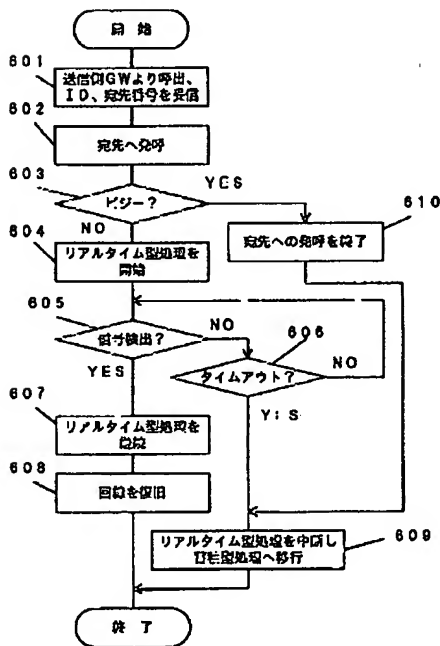 開 始
601
送信側GWより呼出、
ID、宛先番号を受信
602
宛先へ発呼
603
ビジー?
YES
NO
610
宛先への発呼を終了
604
リアルタイム型処理を
開始
605
信号検出?
NO
YES
606
タイムアウト?
NO
YES
607
リアルタイム型処理を
継続
608
回線を復旧
リアルタイム型処理を中断し
蓄積型処理へ移行
609
終 了